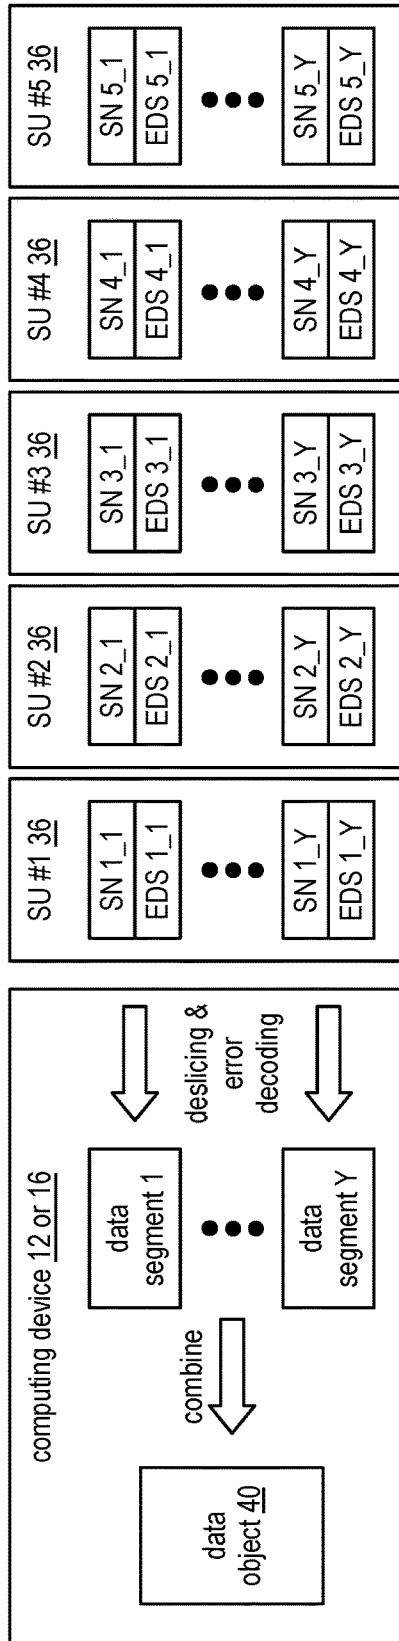 computing device 12 or 16
data
object 40
combine
data
segment 1
data
segment Y
deslicing &
error
decoding
SU #1 36
SN 1_1
EDS 1_1
SN 1_Y
EDS 1_Y
SU #2 36
SN 2_1
EDS 2_1
SN 2_Y
EDS 2_Y
SU #3 36
SN 3_1
EDS 3_1
SN 3_Y
EDS 3_Y
SU #4 36
SN 4_1
EDS 4_1
SN 4_Y
EDS 4_Y
SU #5 36
SN 5_1
EDS 5_1
SN 5_Y
EDS 5_Y